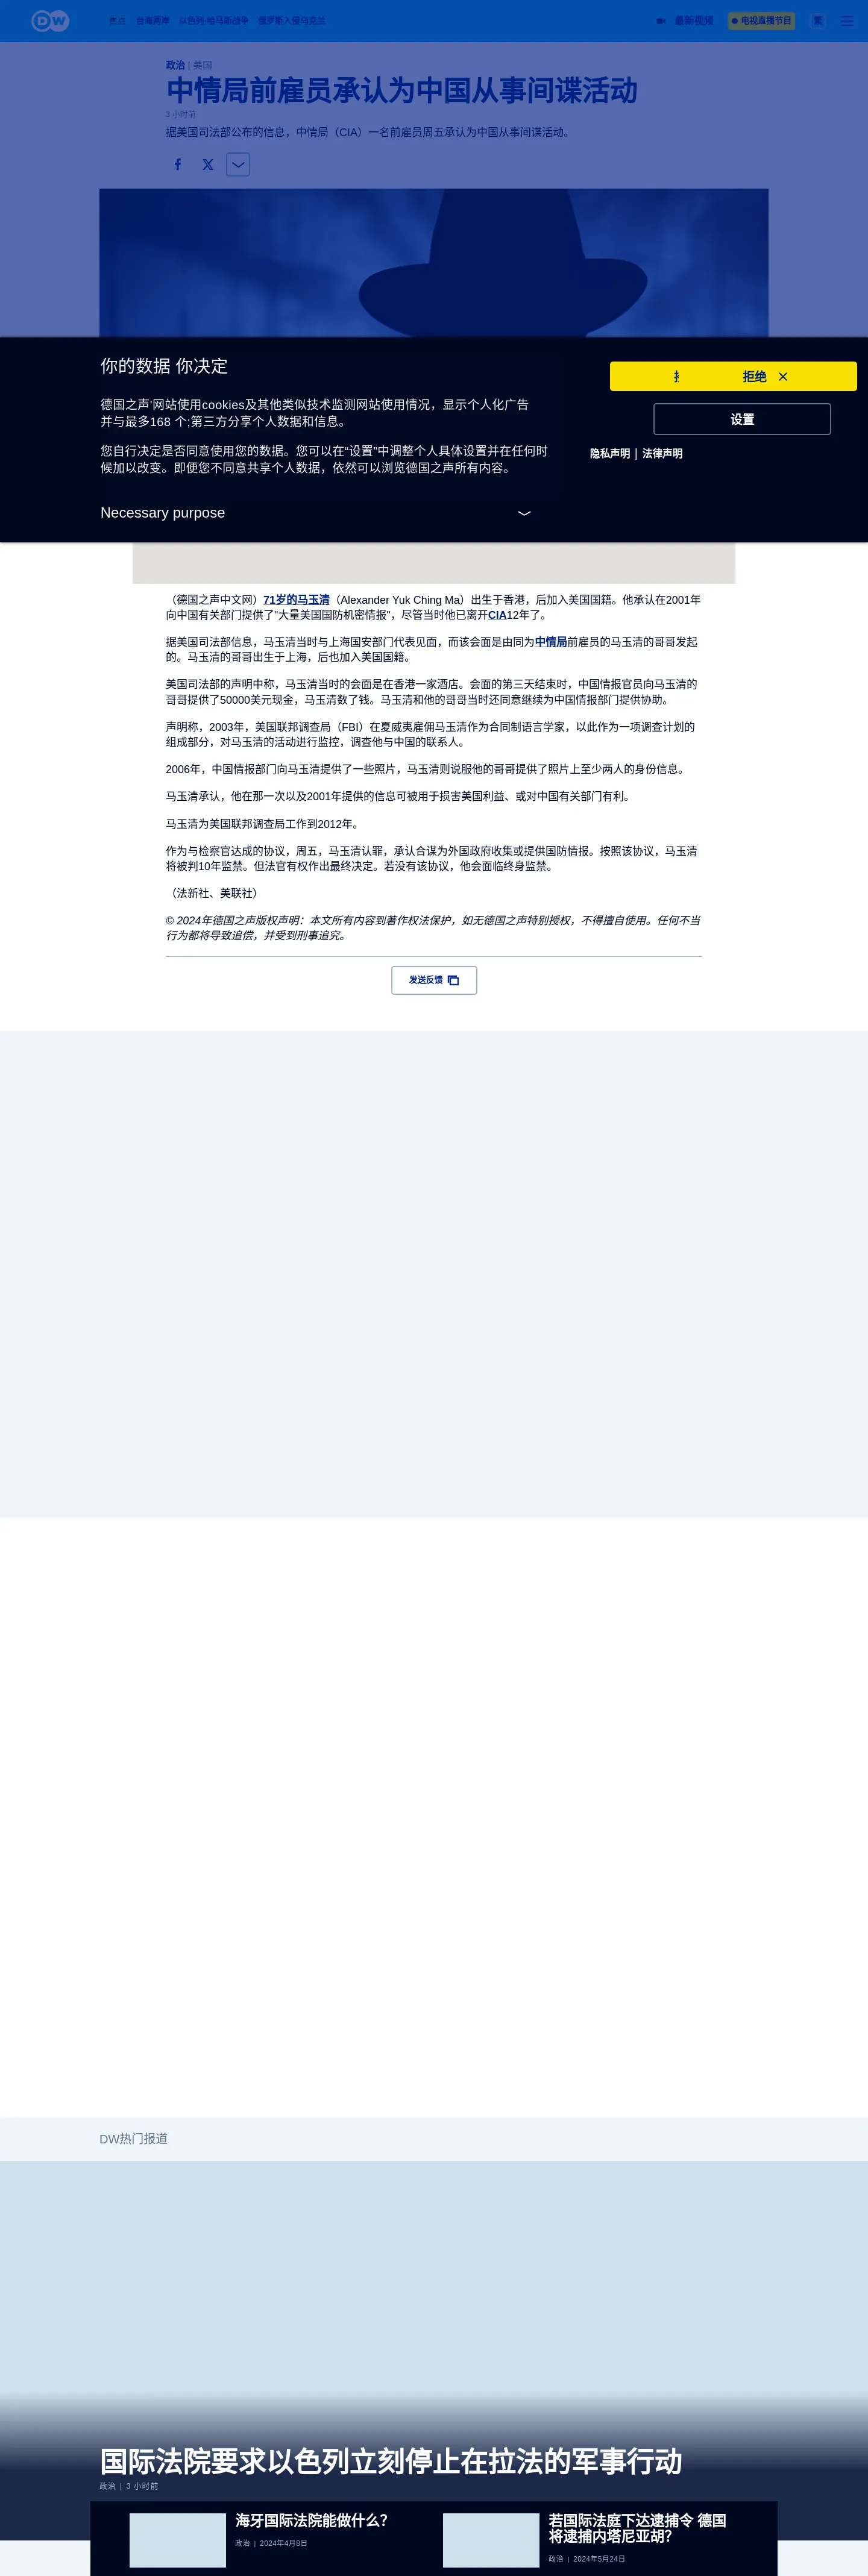 DW
焦点 台海两岸 以色列-哈马斯战争 俄罗斯入侵乌克兰
最新视频
电视直播节目
繁
政治 | 美国
中情局前雇员承认为中国从事间谍活动
3 小时前
据美国司法部公布的信息，中情局（CIA）一名前雇员周五承认为中国从事间谍活动。
你的数据 你决定
德国之声'网站使用cookies及其他类似技术监测网站使用情况，显示个人化广告
并与最多168 个;第三方分享个人数据和信息。
您自行决定是否同意使用您的数据。您可以在“设置”中调整个人具体设置并在任何时
候加以改变。即便您不同意共享个人数据，依然可以浏览德国之声所有内容。
Necessary purpose
拒绝
设置
隐私声明 | 法律声明
（德国之声中文网）71岁的马玉清（Alexander Yuk Ching Ma）出生于香港，后加入美国国籍。他承认在2001年
向中国有关部门提供了"大量美国国防机密情报"，尽管当时他已离开CIA12年了。
据美国司法部信息，马玉清当时与上海国安部门代表见面，而该会面是由同为中情局前雇员的马玉清的哥哥发起
的。马玉清的哥哥出生于上海，后也加入美国国籍。
美国司法部的声明中称，马玉清当时的会面是在香港一家酒店。会面的第三天结束时，中国情报官员向马玉清的
哥哥提供了50000美元现金，马玉清数了钱。马玉清和他的哥哥当时还同意继续为中国情报部门提供协助。
声明称，2003年，美国联邦调查局（FBI）在夏威夷雇佣马玉清作为合同制语言学家，以此作为一项调查计划的
组成部分，对马玉清的活动进行监控，调查他与中国的联系人。
2006年，中国情报部门向马玉清提供了一些照片，马玉清则说服他的哥哥提供了照片上至少两人的身份信息。
马玉清承认，他在那一次以及2001年提供的信息可被用于损害美国利益、或对中国有关部门有利。
马玉清为美国联邦调查局工作到2012年。
作为与检察官达成的协议，周五，马玉清认罪，承认合谋为外国政府收集或提供国防情报。按照该协议，马玉清
将被判10年监禁。但法官有权作出最终决定。若没有该协议，他会面临终身监禁。
（法新社、美联社）
© 2024年德国之声版权声明：本文所有内容到著作权法保护，如无德国之声特别授权，不得擅自使用。任何不当
行为都将导致追偿，并受到刑事追究。
发送反馈
DW热门报道
国际法院要求以色列立刻停止在拉法的军事行动
政治 | 3 小时前
海牙国际法院能做什么？
政治 | 2024年4月8日
若国际法庭下达逮捕令 德国
将逮捕内塔尼亚胡？
政治 | 2024年5月24日